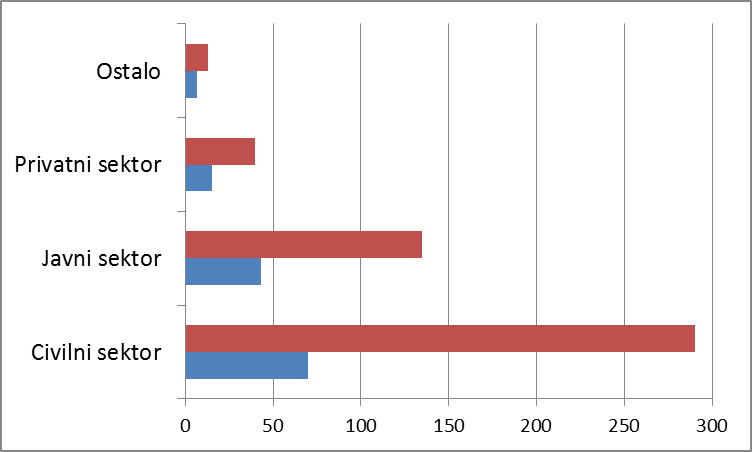 Ostalo
Privatni sektor
Javni sektor
Civilni sektor
0 50 100 150 200 250 300